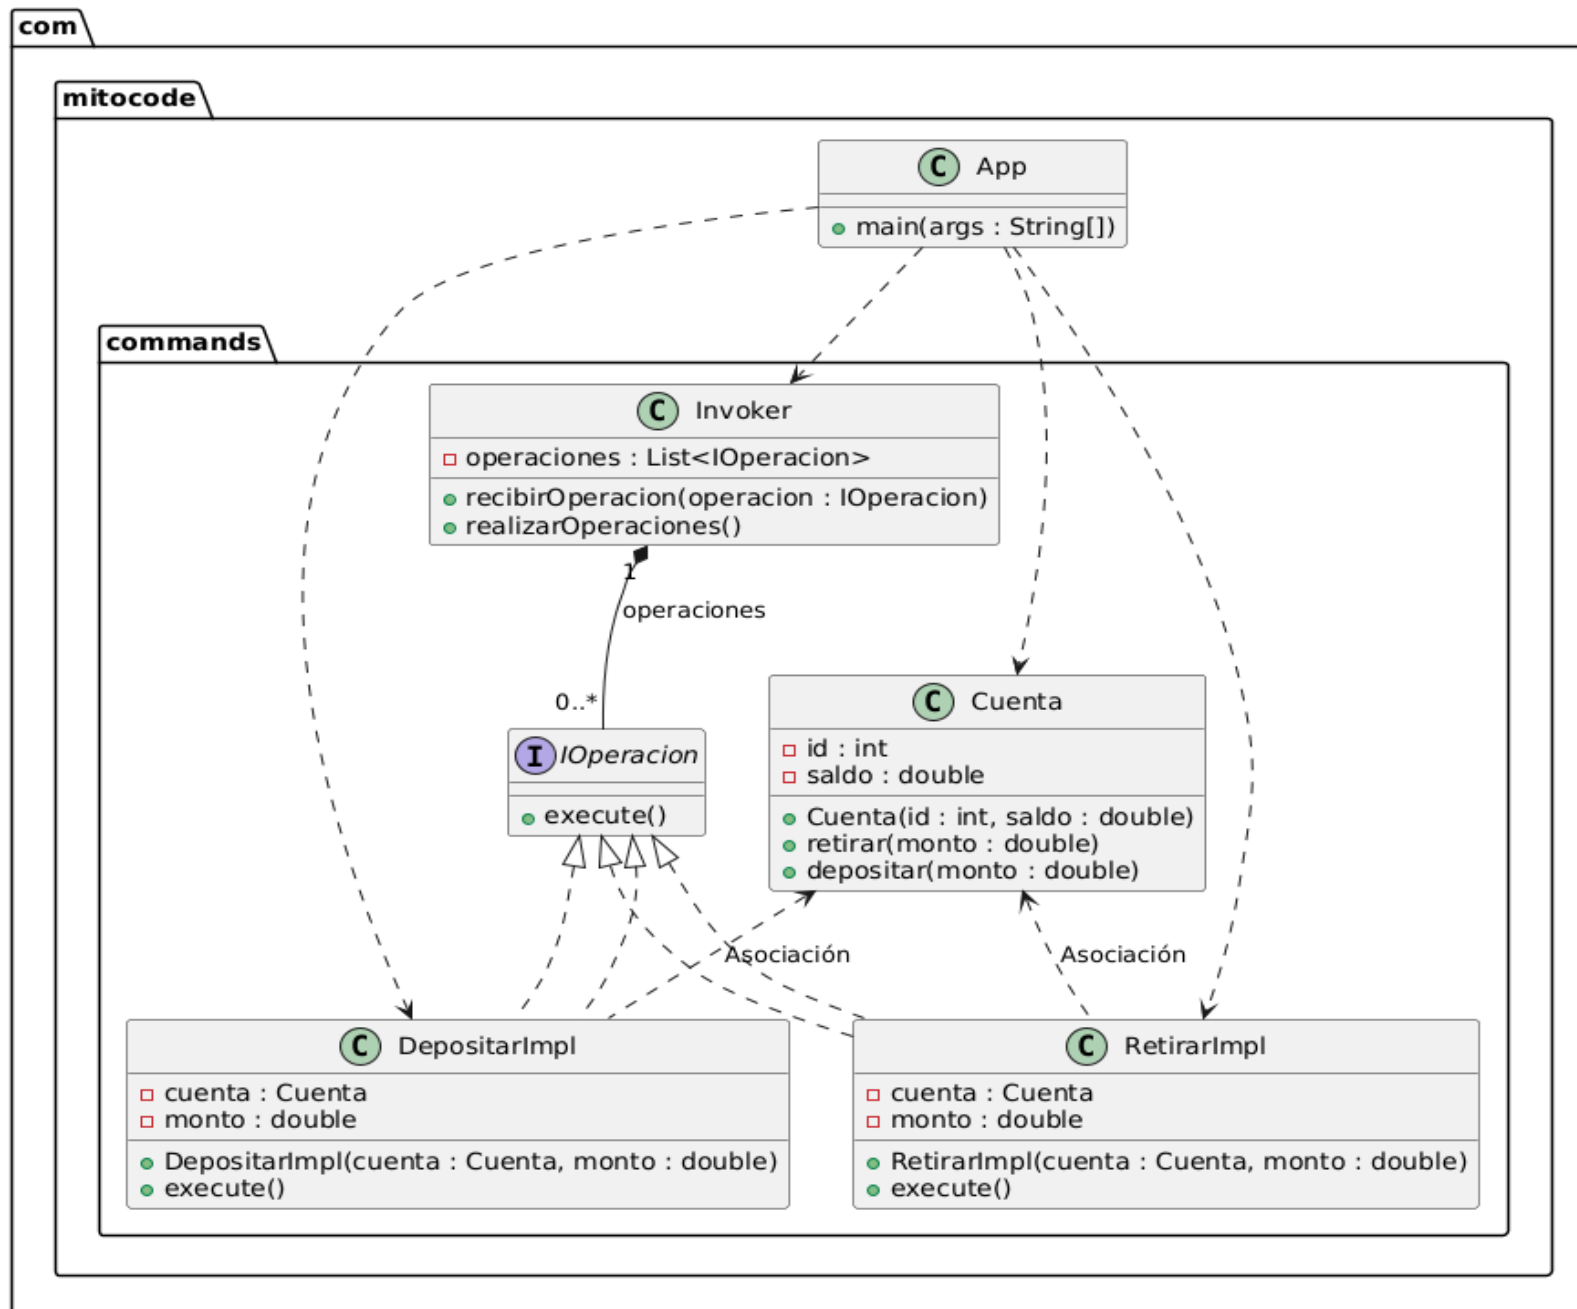 com
mitocode
C App
main(args : String[])
commands
C Invoker
operaciones : List<IOperacion>
recibirOperacion(operacion : IOperacion)
realizarOperaciones()
1
operaciones
0..*
I IOperacion
execute()
C Cuenta
id : int
saldo : double
Cuenta(id : int, saldo : double)
retirar(monto : double)
depositar(monto : double)
Asociación
Asociación
C DepositarImpl
cuenta : Cuenta
monto : double
DepositarImpl(cuenta : Cuenta, monto : double)
execute()
C RetirarImpl
cuenta : Cuenta
monto : double
RetirarImpl(cuenta : Cuenta, monto : double)
execute()